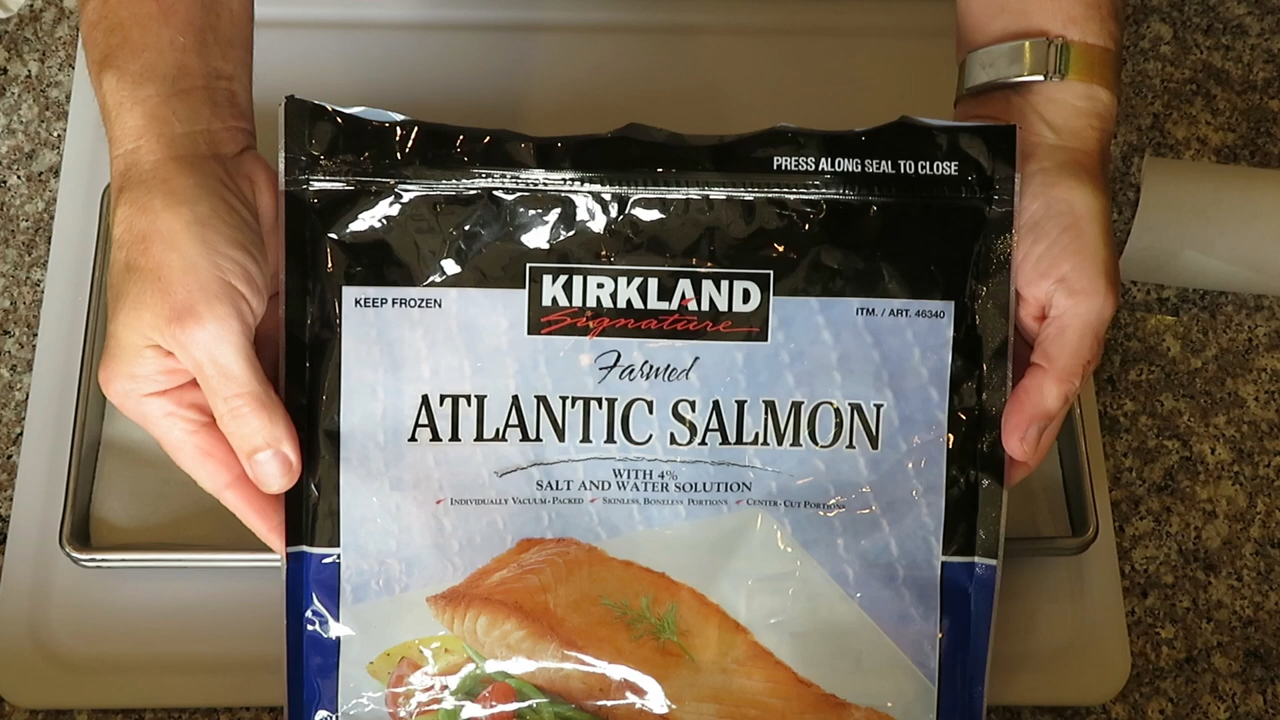 PRESS ALONG SEAL TO CLOSE
KIRKLAND
Signature
KEEP FROZEN
ITM. / ART. 46340
Farmed
ATLANTIC SALMON
WITH 4%
SALT AND WATER SOLUTION
INDIVIDUALLY VACUUM-PACKED SKINLESS, BONELESS PORTIONS CENTER-CUT PORTIONS